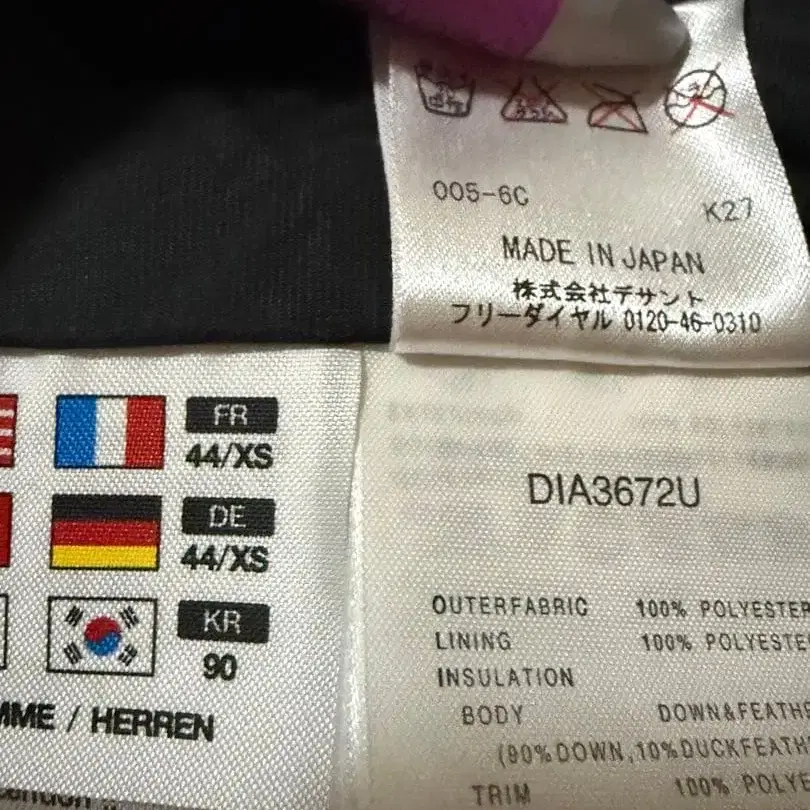 005-6C
K27
MADE IN JAPAN
株式会社デサント
フリーダイヤル 0120-46-0310
FR
44/XS
DE
44/XS
KR
90
MME / HERREN
DIA3672U
OUTERFABRIC 100% POLYESTER
LINING 100% POLYESTE
INSULATION
BODY DOWN&FEATHE
(90%DOWN,10%DUCKFEATH
TRIM 100% POLYE